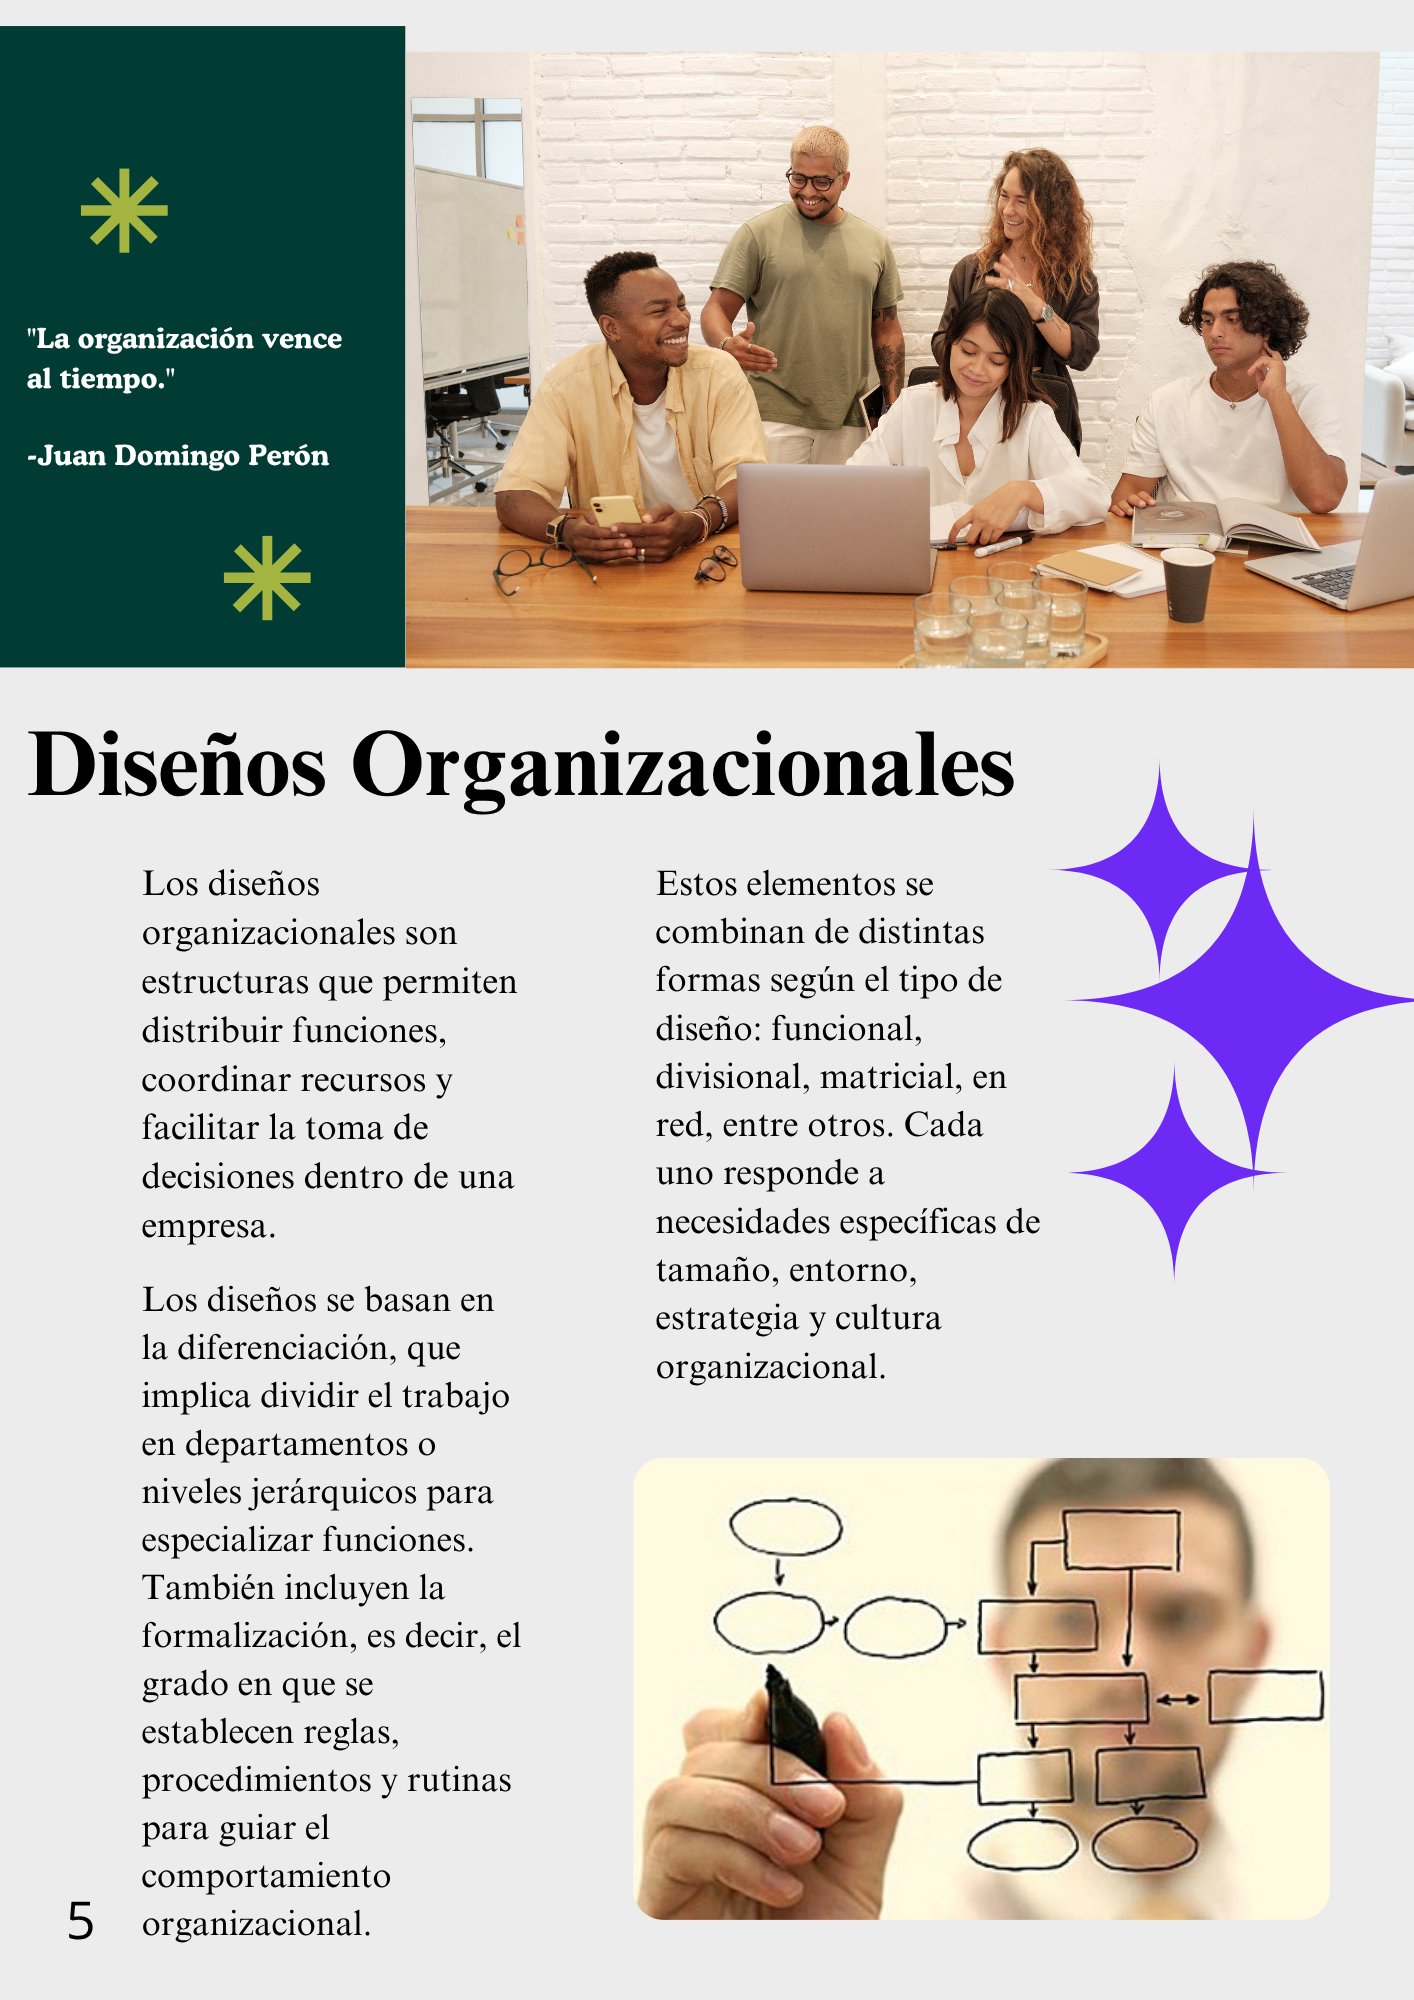 "La organización vence
al tiempo."
-Juan Domingo Perón
Diseños Organizacionales
Los diseños
organizacionales son
estructuras que permiten
distribuir funciones,
coordinar recursos y
facilitar la toma de
decisiones dentro de una
empresa.
Los diseños se basan en
la diferenciación, que
implica dividir el trabajo
en departamentos o
niveles jerárquicos para
especializar funciones.
También incluyen la
formalización, es decir, el
grado en que se
establecen reglas,
procedimientos y rutinas
para guiar el
comportamiento
organizacional.
Estos elementos se
combinan de distintas
formas según el tipo de
diseño: funcional,
divisional, matricial, en
red, entre otros. Cada
uno responde a
necesidades específicas de
tamaño, entorno,
estrategia y cultura
organizacional.
5